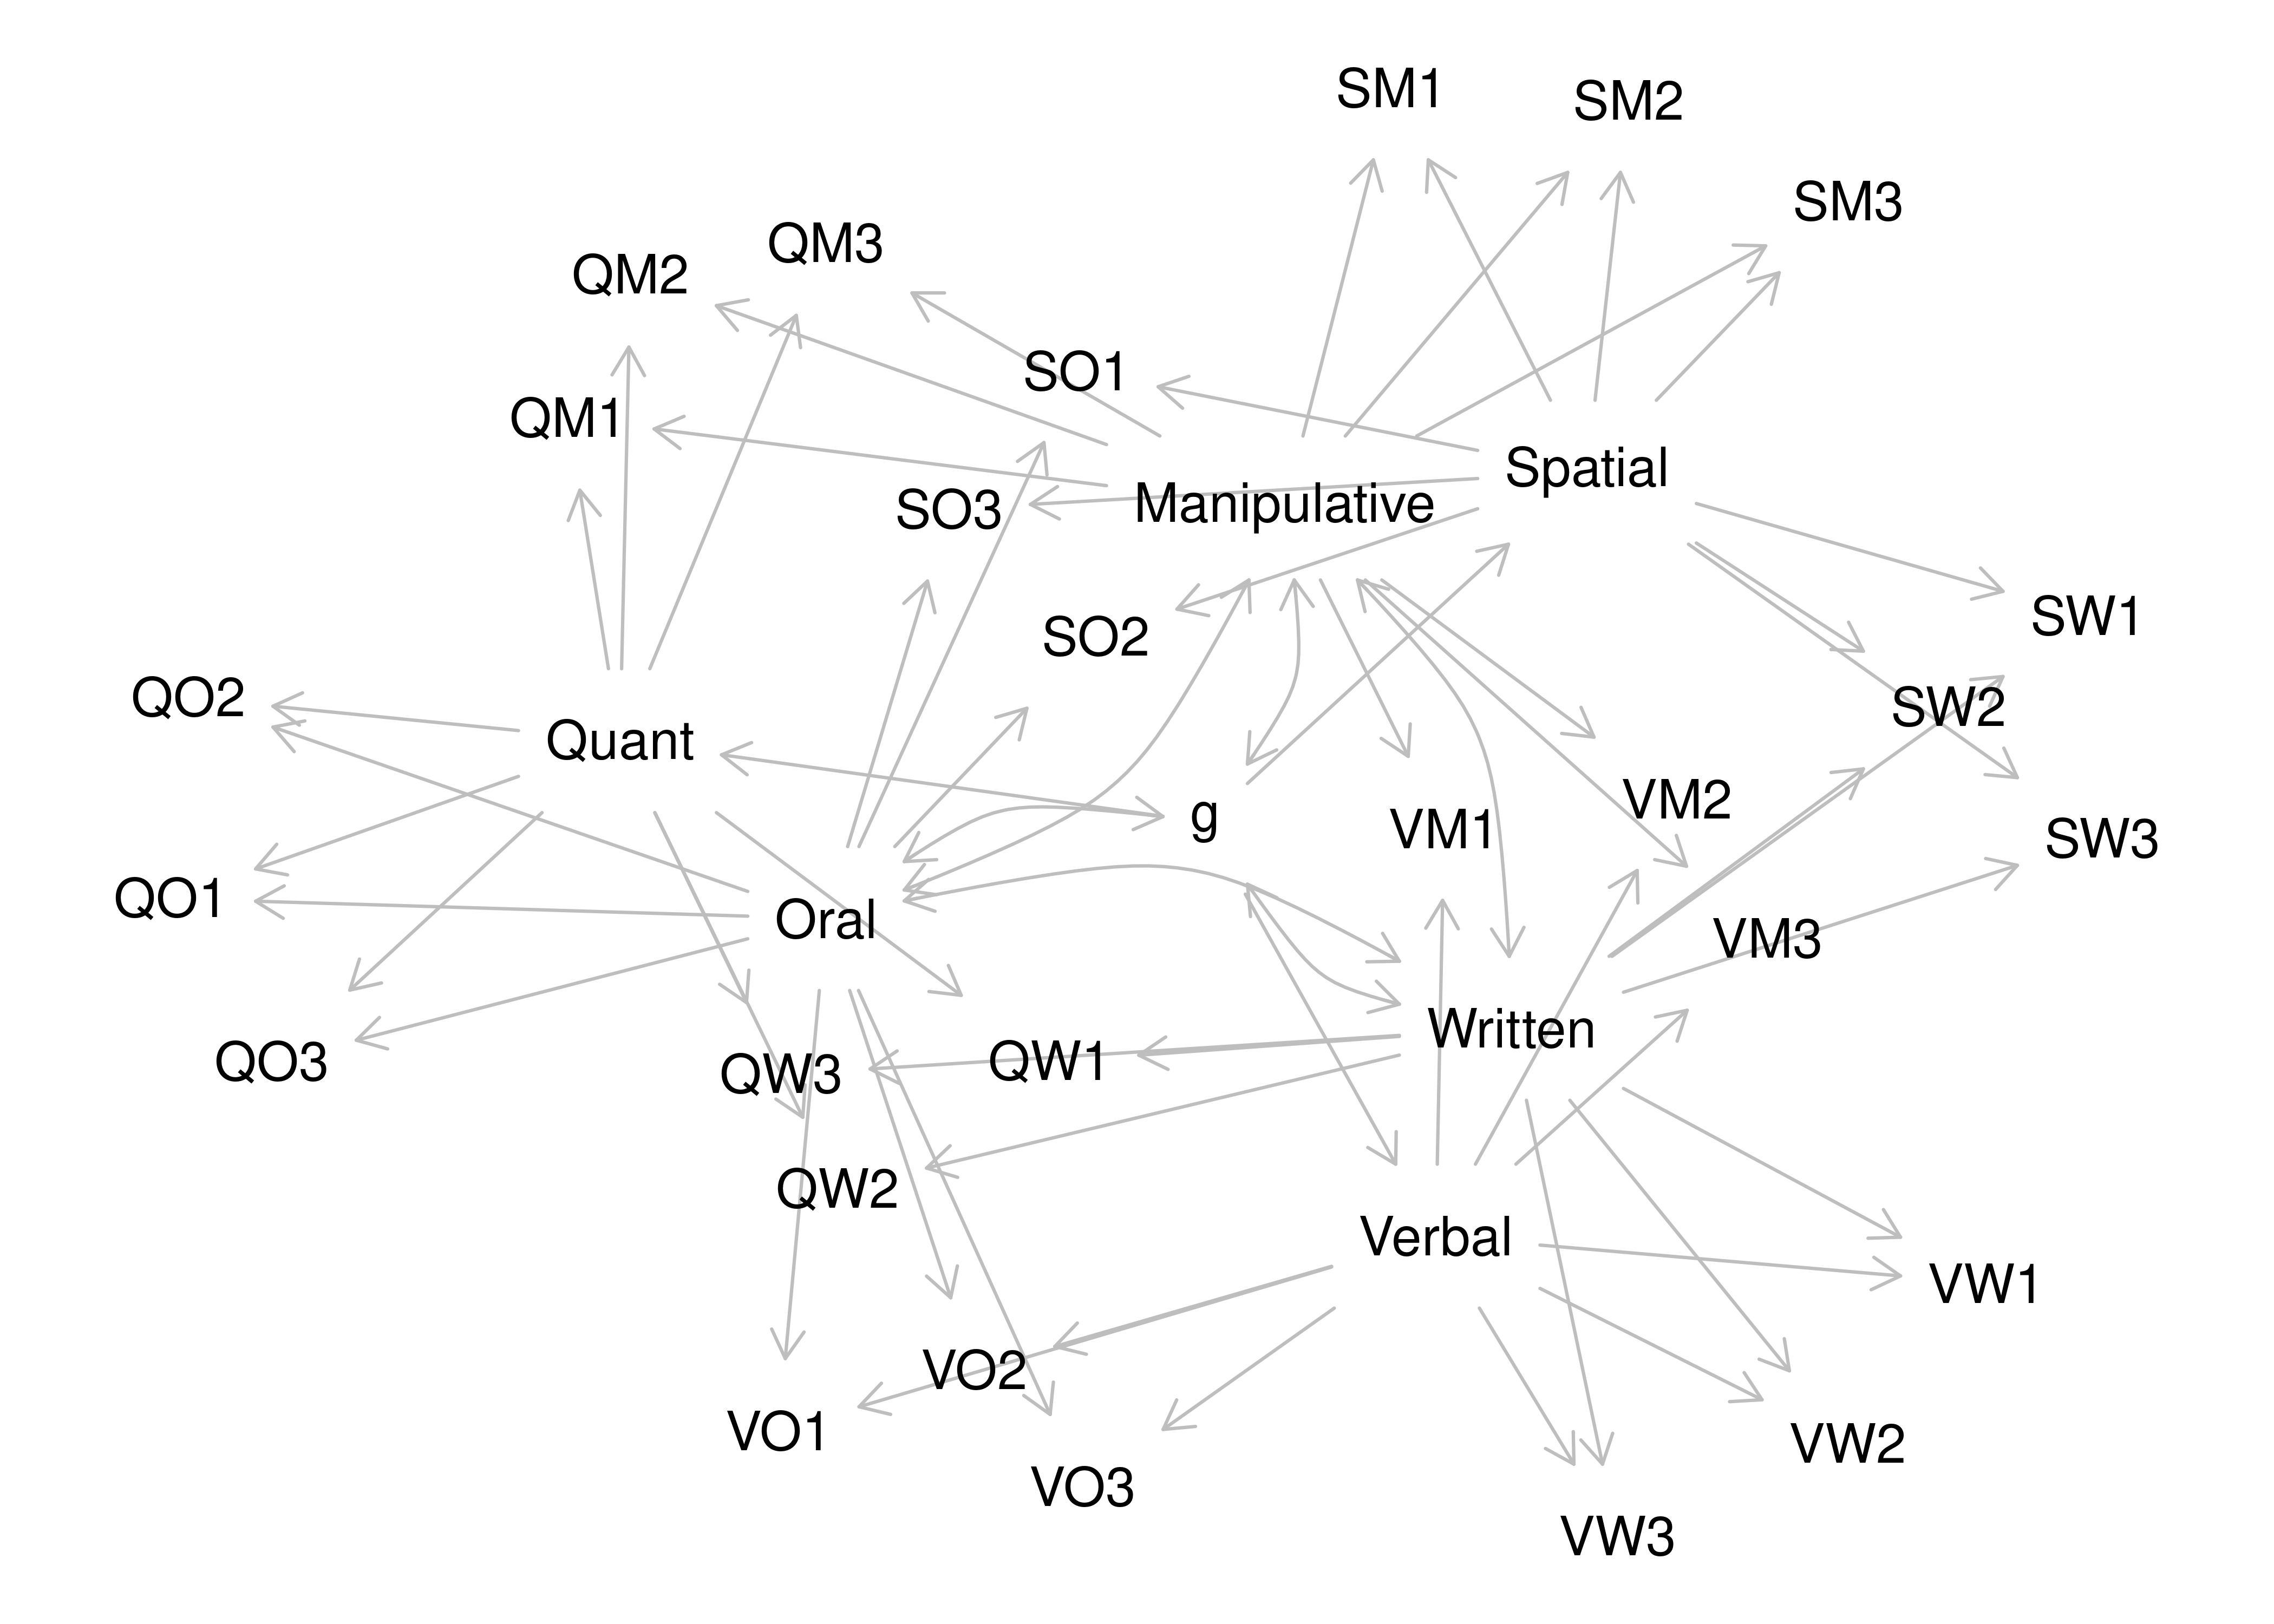 SM1
SM2
SM3
QM3
QM2
SO1
QM1
Spatial
Manipulative
SO3
SW1
SO2
QO2
SW2
Quant
VM2
g
VM1
SW3
QO1
Oral
VM3
Written
QO3
QW3
QW1
QW2
Verbal
VW1
VO2
VO1
VW2
VO3
VW3